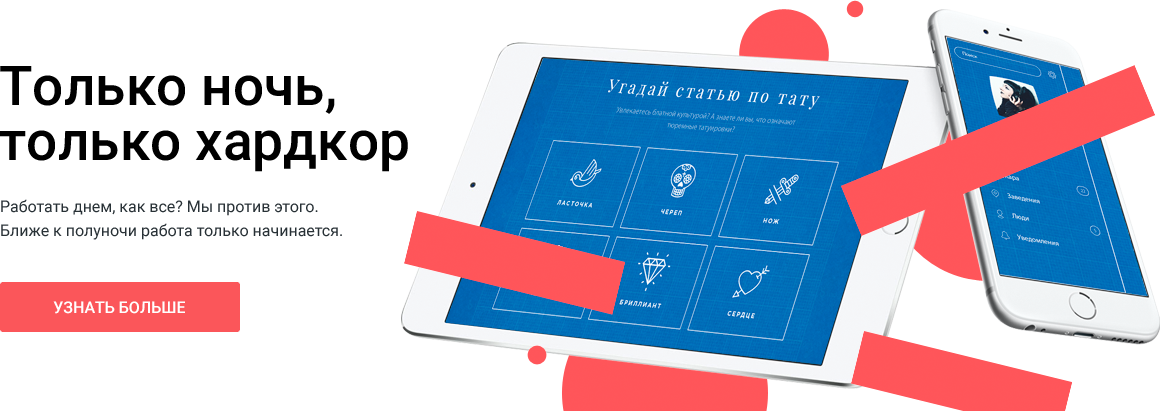 Только ночь,
только хардкор
Работать днем, как все? Мы против этого.
Ближе к полуночи работа только начинается.
УЗНАТЬ БОЛЬШЕ
Угадай статью по тату
Увлекаетесь блатной культурой? А знаете ли вы, что означают
тюремные татуировки?
ЛАСТОЧКА
ЧЕРЕП
НОЖ
БРИЛЛИАНТ
СЕРДЦЕ
Поиск
Заведения
Люди
Уведомления